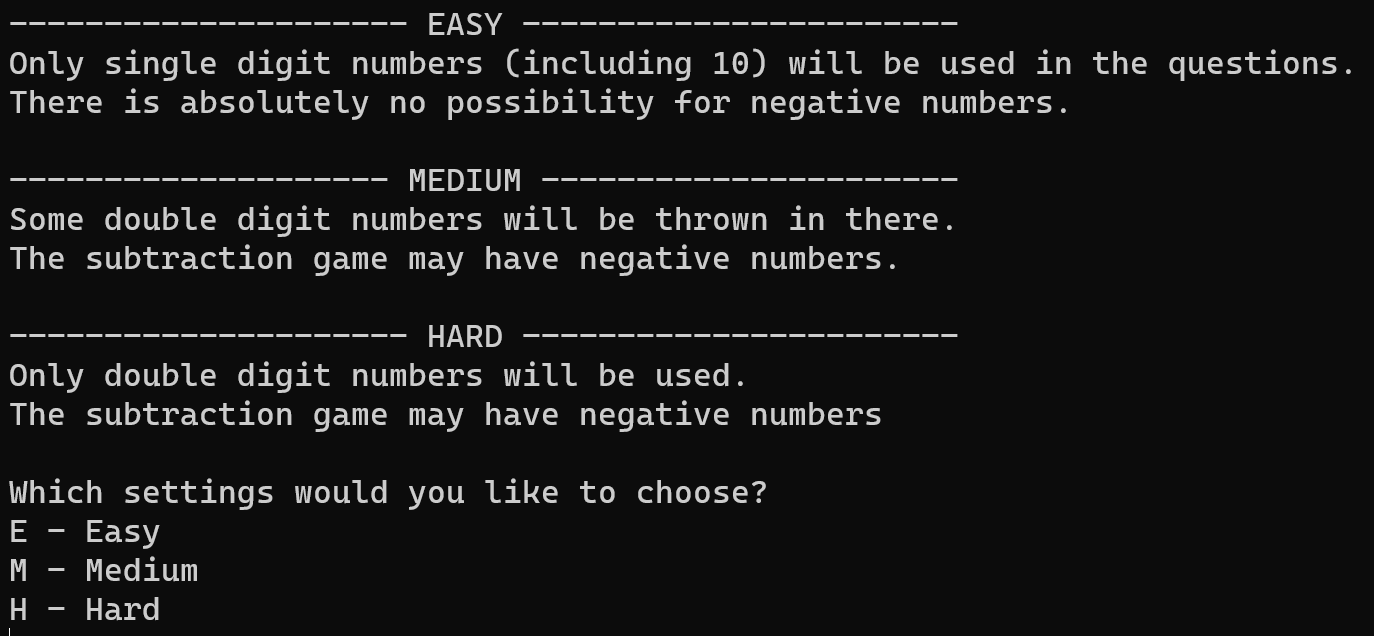 --------------------- EASY -----------------------
Only single digit numbers (including 10) will be used in the questions.
There is absolutely no possibility for negative numbers.
-------------------- MEDIUM ----------------------
Some double digit numbers will be thrown in there.
The subtraction game may have negative numbers.
--------------------- HARD -----------------------
Only double digit numbers will be used.
The subtraction game may have negative numbers
Which settings would you like to choose?
E - Easy
M - Medium
H - Hard